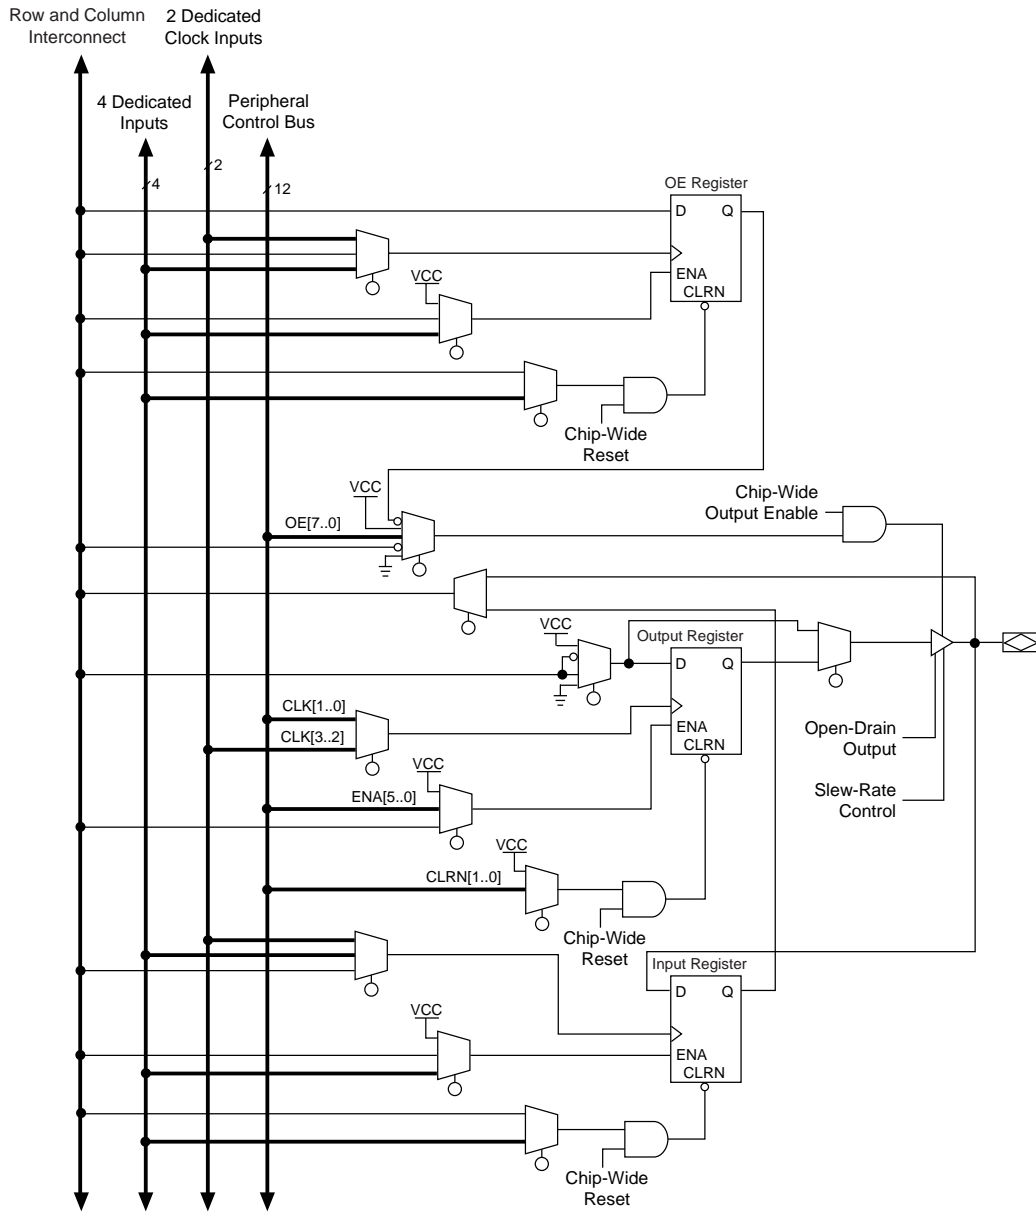 Row and Column
Interconnect
2 Dedicated
Clock Inputs
4 Dedicated
Inputs
Peripheral
Control Bus
2
4
12
OE Register
D Q
ENA
CLRN
VCC
Chip-Wide
Reset
VCC
OE[7..0]
Chip-Wide
Output Enable
VCC
Output Register
D Q
ENA
CLRN
CLK[1..0]
CLK[3..2]
Open-Drain
Output
VCC
ENA[5..0]
Slew-Rate
Control
VCC
CLRN[1..0]
Chip-Wide
Reset
Input Register
D Q
ENA
CLRN
VCC
Chip-Wide
Reset